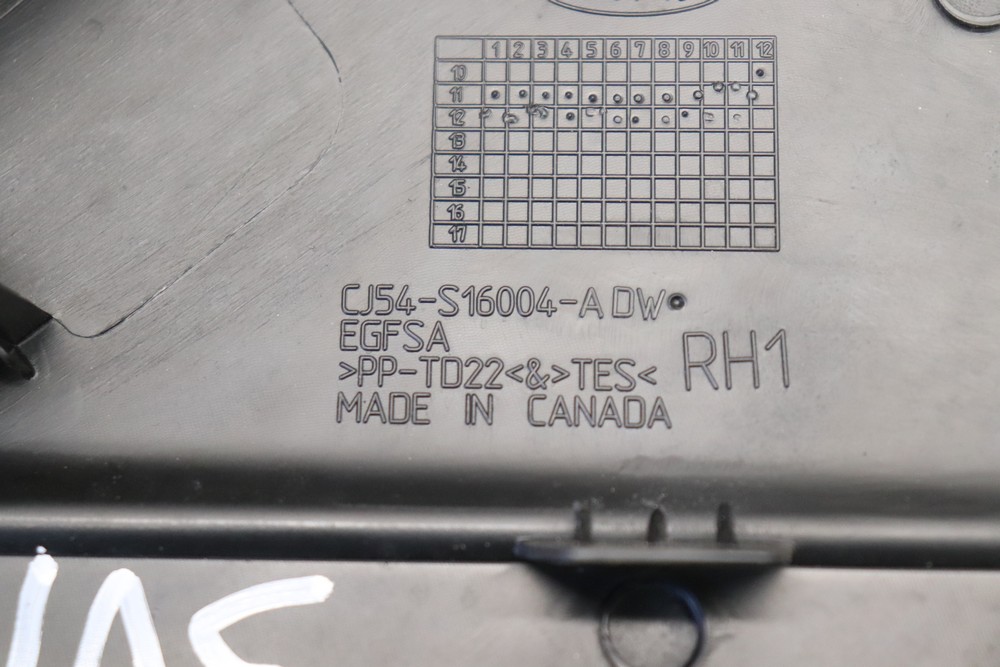 1 2 3 4 5 6 7 8 9 10 11 12
10
11
12
13
14
15
16
17
CJ54-S16004-ADW
EGFSA
>PP-TD22<&>TES<
RH1
MADE IN CANADA